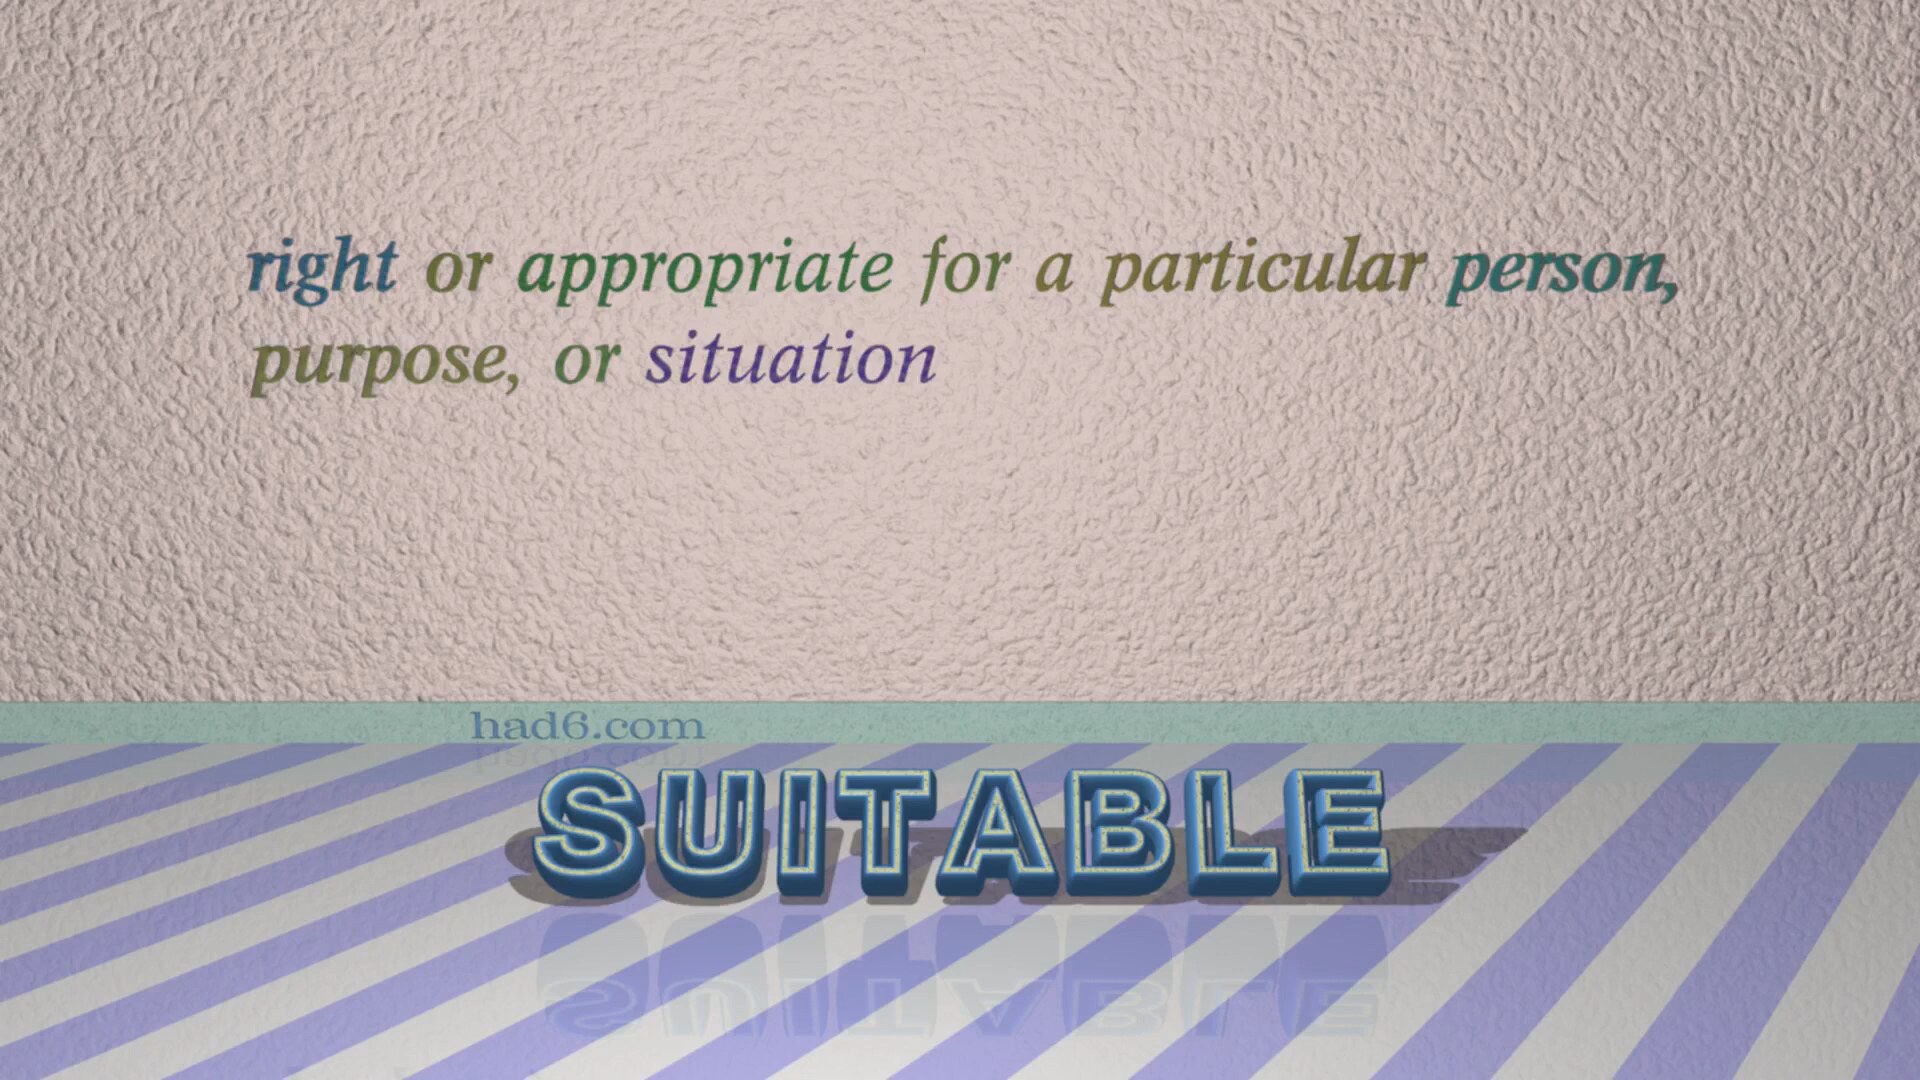 right or appropriate for a particular person,
purpose, or situation
had6.com
SUITABLE